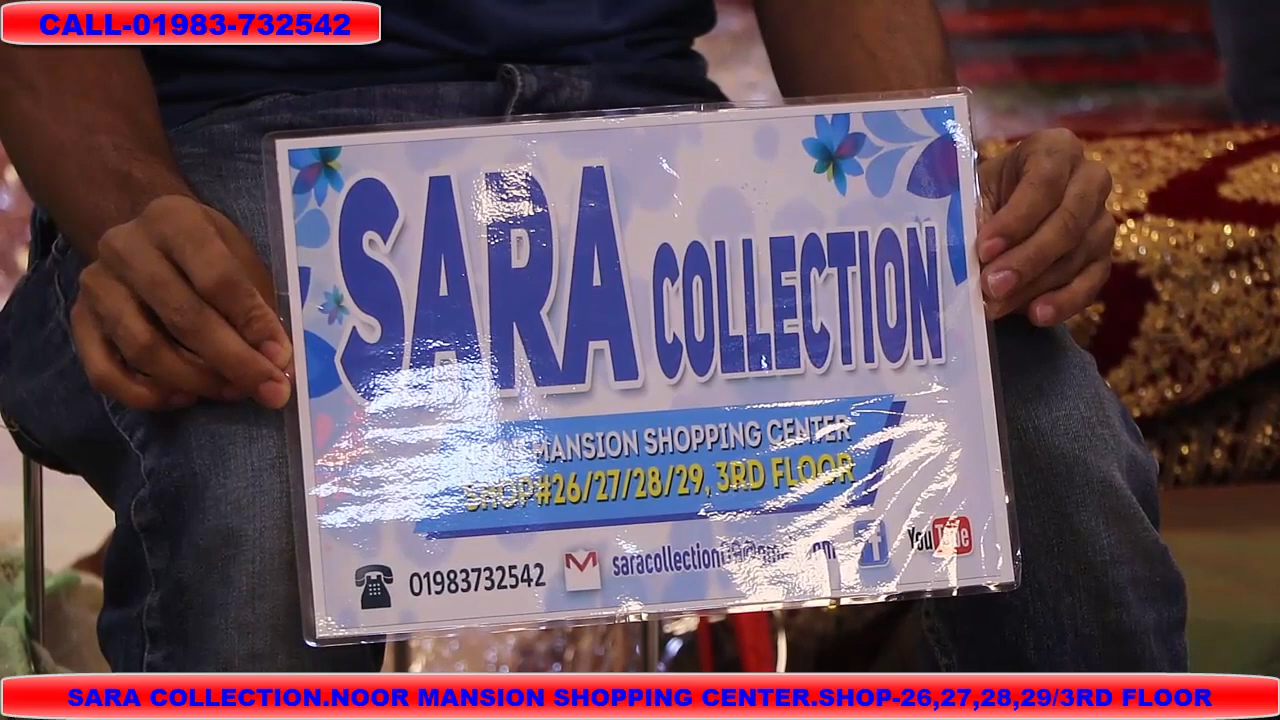 CALL-01983-732542
SARA COLLECTION
MANSION SHOPPING CENTER
SHOP#26/27/28/29, 3RD FLOOR
01983732542
f
YouTube
SARA COLLECTION.NOOR MANSION SHOPPING CENTER.SHOP-26,27,28,29/3RD FLOOR